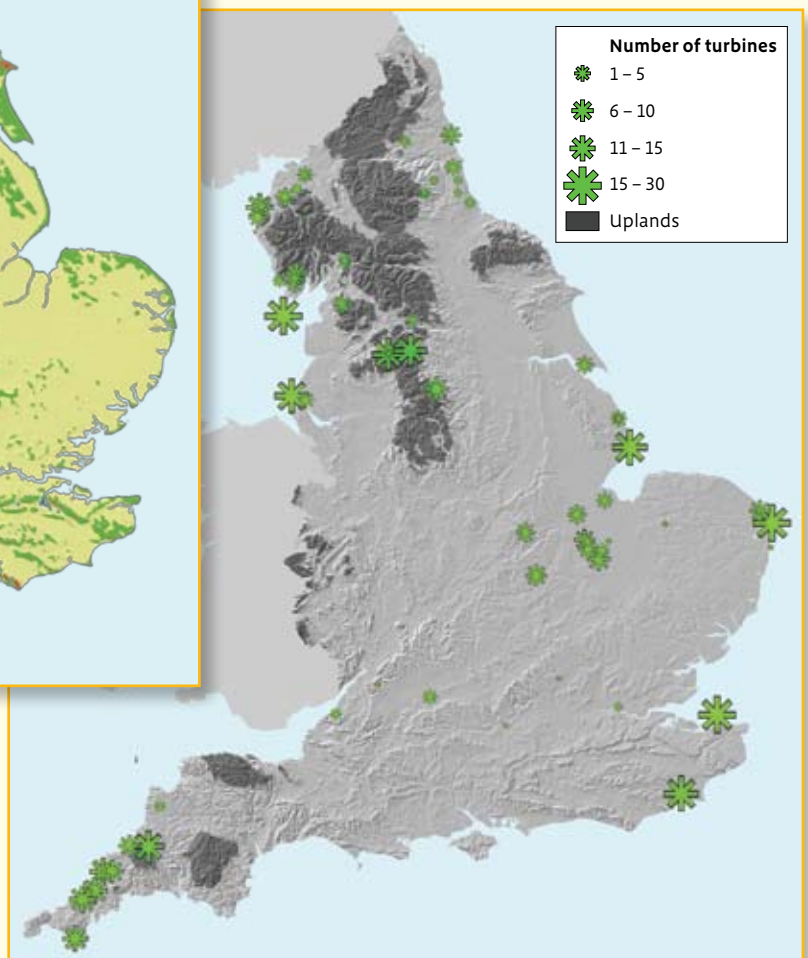 Number of turbines
1 – 5
6 – 10
11 – 15
15 – 30
Uplands